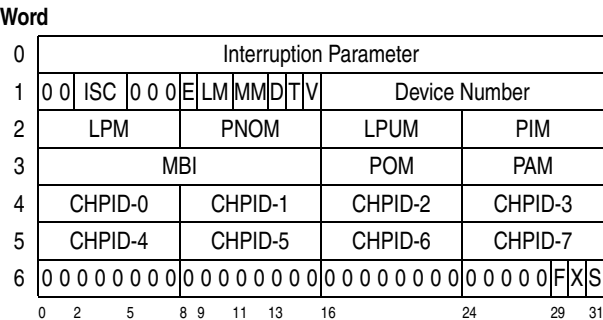 Word
0 Interruption Parameter
1 0 0 ISC 0 0 0 E LM MM D T V Device Number
2 LPM PNOM LPUM PIM
3 MBI POM PAM
4 CHPID-0 CHPID-1 CHPID-2 CHPID-3
5 CHPID-4 CHPID-5 CHPID-6 CHPID-7
6 0 0 0 0 0 0 0 0 0 0 0 0 0 0 0 0 0 0 0 0 0 0 0 0 0 0 0 0 0 F X S
0 2 5 8 9 11 13 16 24 29 31